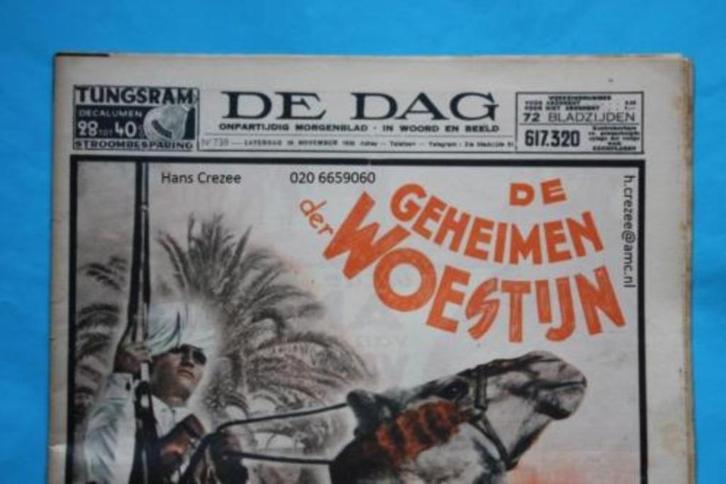 TUNGSRAM
DECALUMEN
28 TOT 40%
STROOMBESPARING
DE DAG
ONPARTIJDIG MORGENBLAD · IN WOORD EN BEELD
72 BLADZIJDEN
617.320
Hans Crezee
020 6659060
h.crezee@amc.nl
DE
GEHEIMEN
der
WOESTIJN